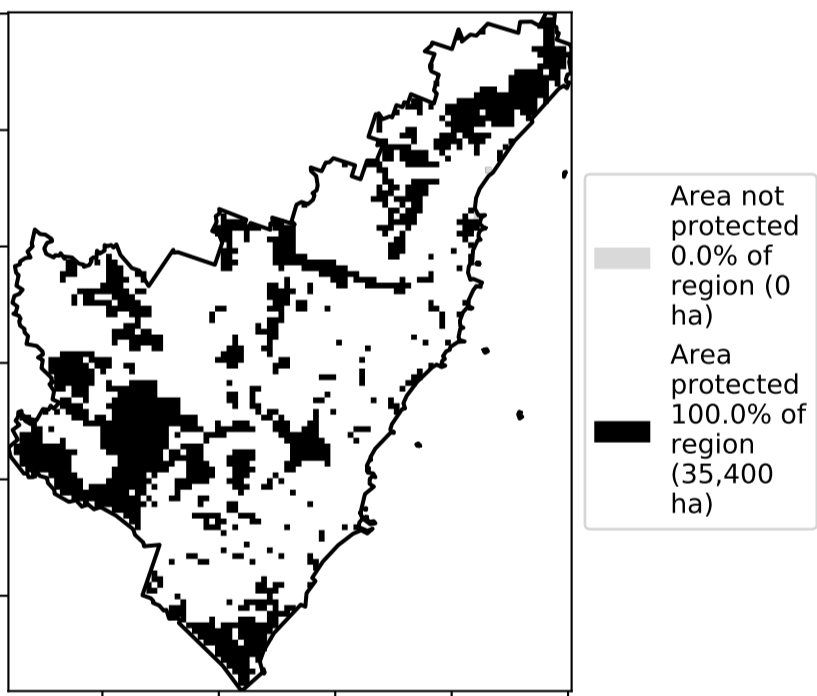 Area not
protected
0.0% of
region (0
ha)
Area
protected
100.0% of
region
(35,400
ha)